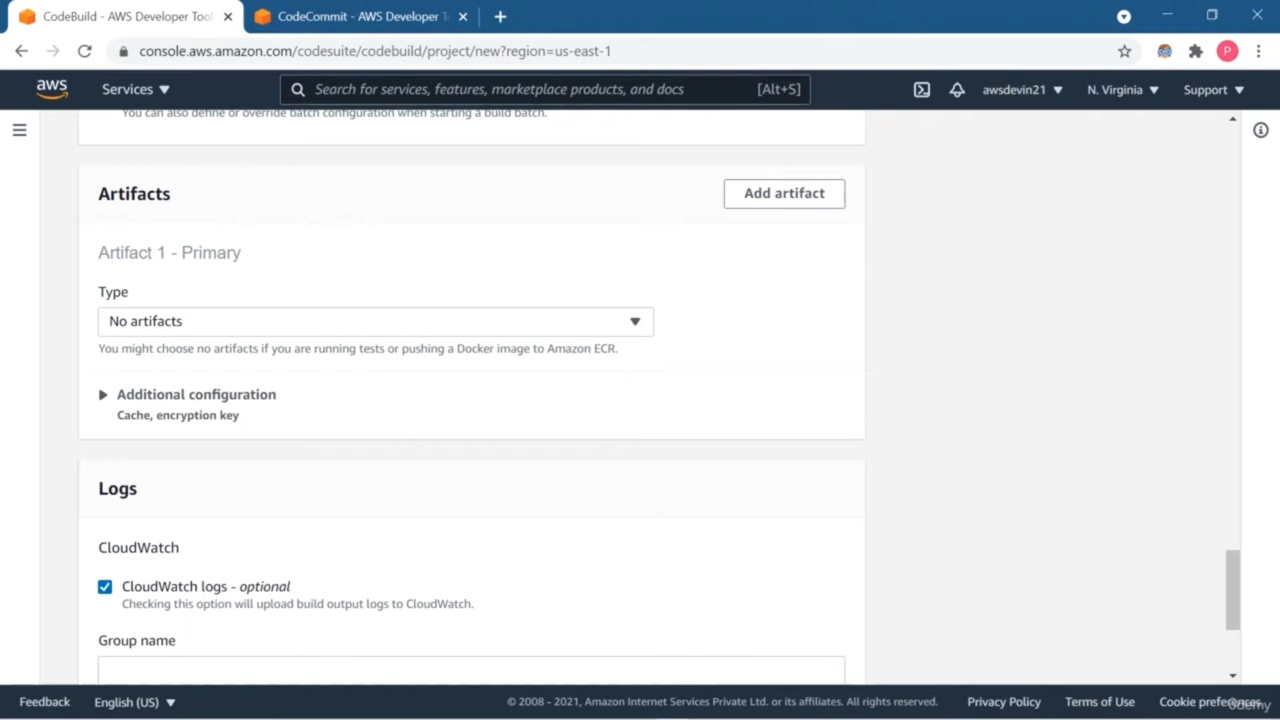 CodeBuild - AWS Developer Tool
CodeCommit - AWS Developer T
console.aws.amazon.com/codesuite/codebuild/project/new?region=us-east-1
P
aws
Services
Search for services, features, marketplace products, and docs
[Alt+S]
awsdevin21
N. Virginia
Support
You can also define or override batch configuration when starting a build batch.
Artifacts
Add artifact
Artifact 1 - Primary
Type
No artifacts
You might choose no artifacts if you are running tests or pushing a Docker image to Amazon ECR.
Additional configuration
Cache, encryption key
Logs
CloudWatch
CloudWatch logs - optional
Checking this option will upload build output logs to CloudWatch.
Group name
Feedback
English (US)
© 2008 - 2021, Amazon Internet Services Private Ltd. or its affiliates. All rights reserved.
Privacy Policy
Terms of Use
Cookie preferences
udemy